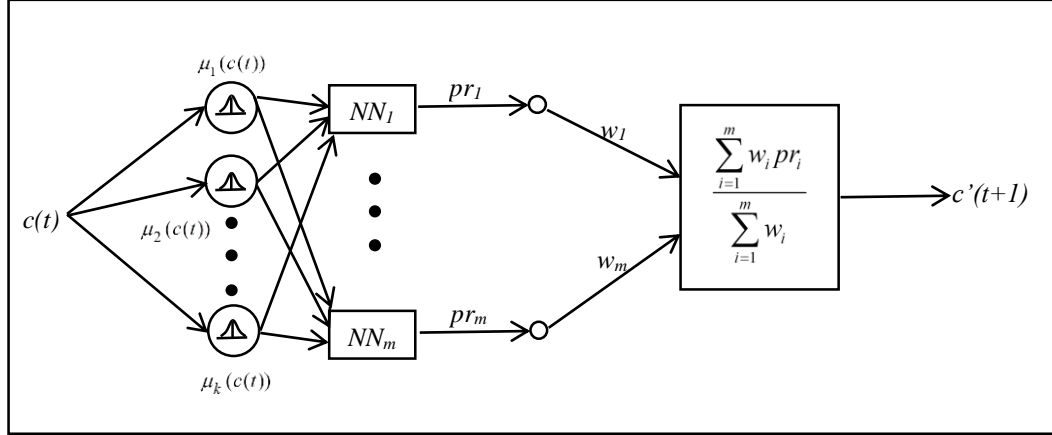 μ₁(c(t))
NN₁
pr₁
w₁
c(t)
μ₂(c(t))
∑ᵢ₌₁ᵐ wᵢ prᵢ
∑ᵢ₌₁ᵐ wᵢ
c’(t+1)
wₘ
NNₘ
prₘ
μₖ(c(t))